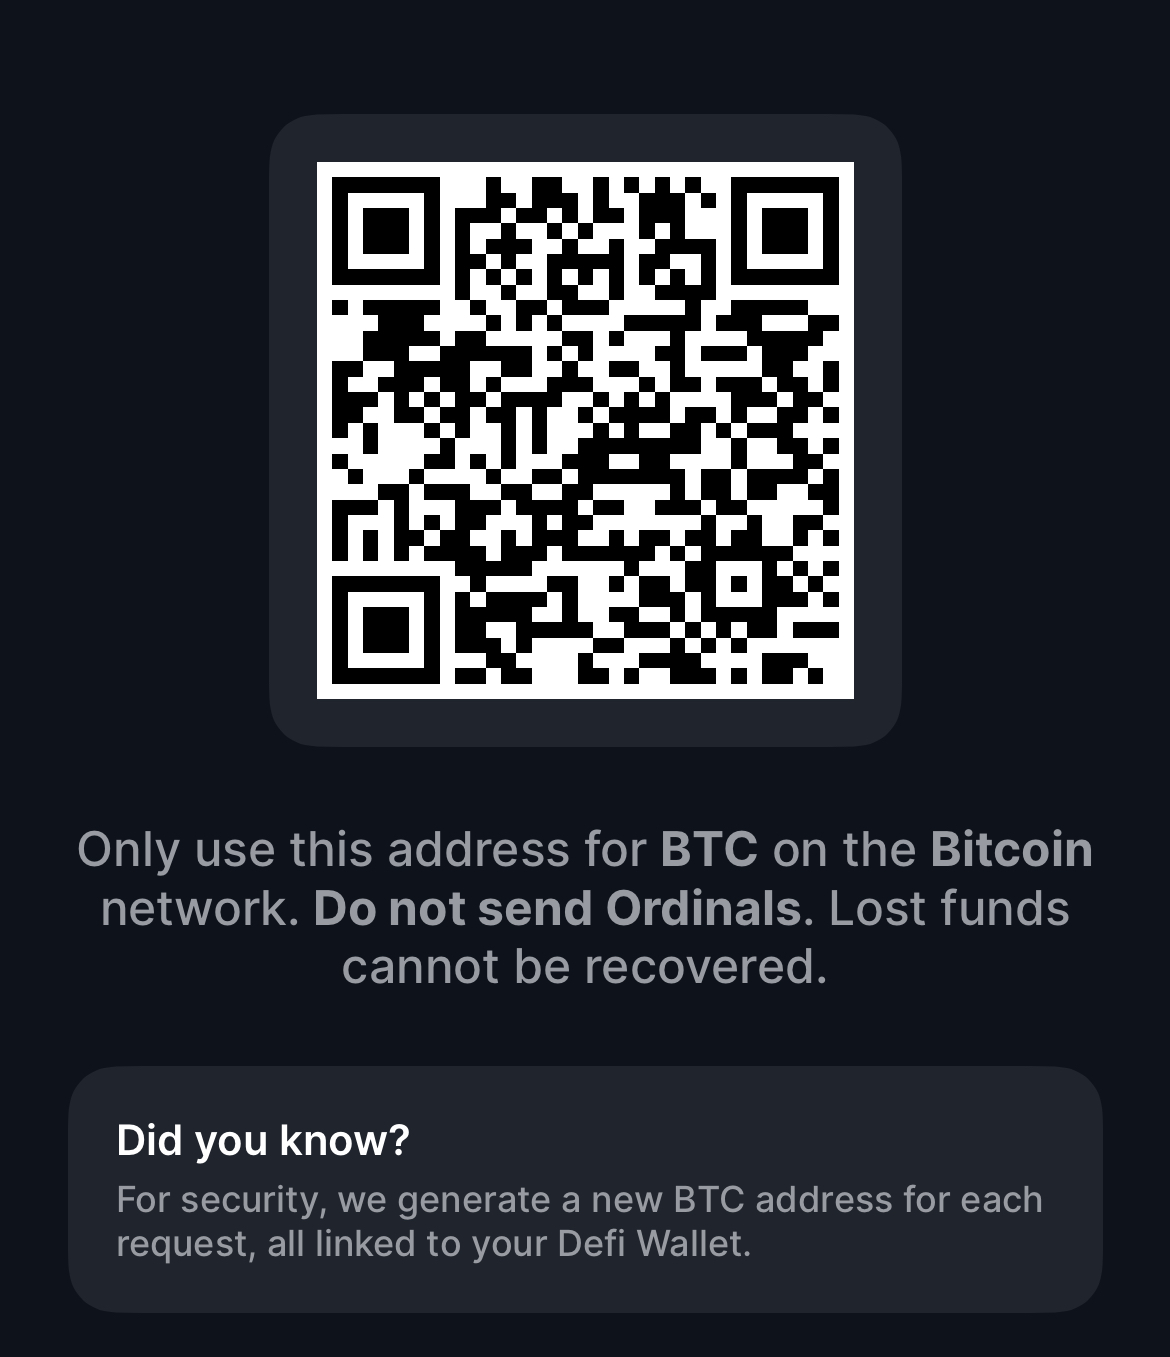 Only use this address for BTC on the Bitcoin
network. Do not send Ordinals. Lost funds
cannot be recovered.
Did you know?
For security, we generate a new BTC address for each
request, all linked to your Defi Wallet.